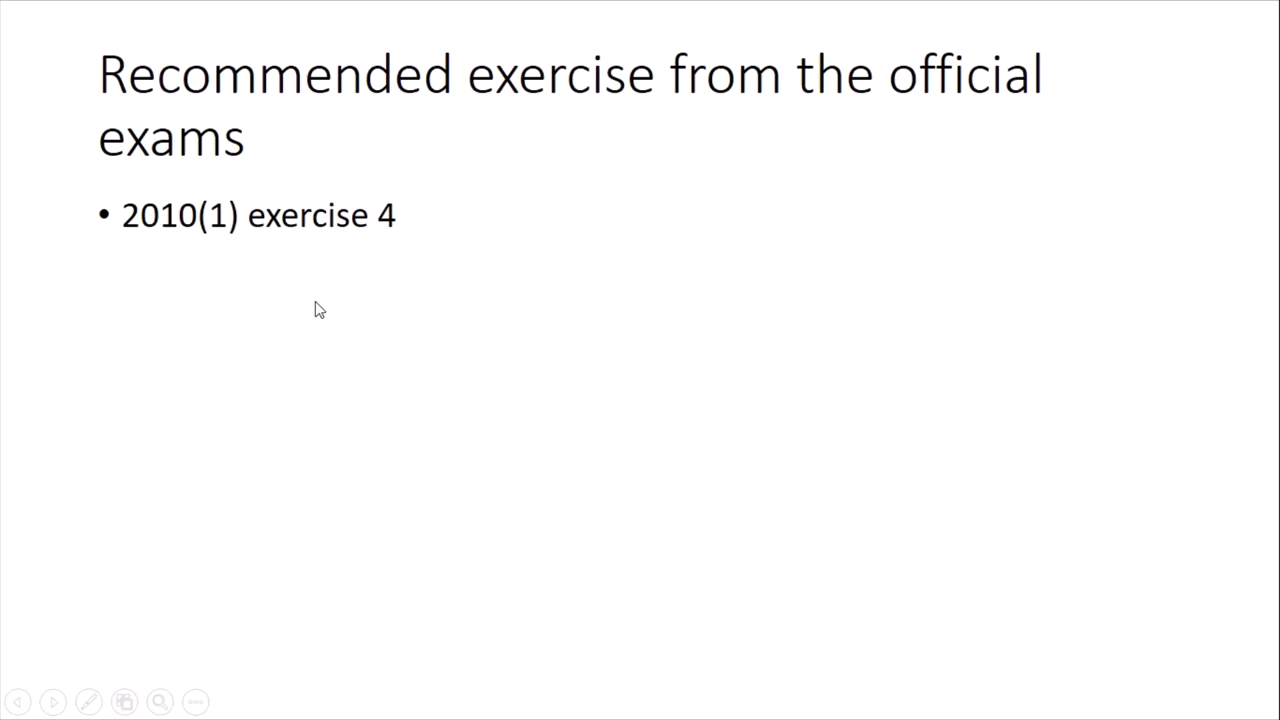 Recommended exercise from the official
exams
• 2010(1) exercise 4